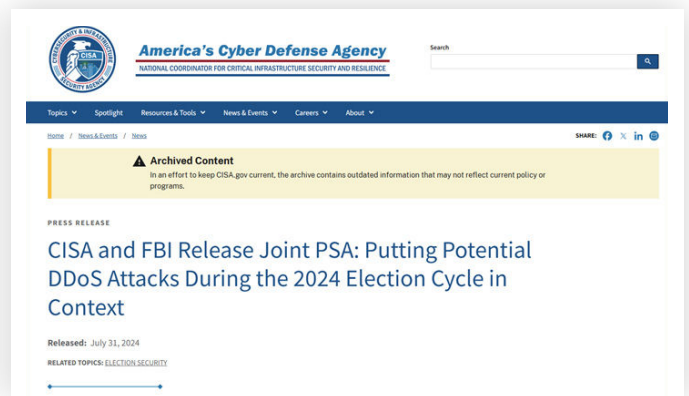 CYBERSECURITY & INFRASTRUCTURE
CISA
SECURITY AGENCY
America's Cyber Defense Agency
NATIONAL COORDINATOR FOR CRITICAL INFRASTRUCTURE SECURITY AND RESILIENCE
Search
Topics Spotlight Resources & Tools News & Events Careers About
Home / News & Events / News
SHARE:
Archived Content
In an effort to keep CISA.gov current, the archive contains outdated information that may not reflect current policy or
programs.
PRESS RELEASE
CISA and FBI Release Joint PSA: Putting Potential
DDoS Attacks During the 2024 Election Cycle in
Context
Released: July 31, 2024
RELATED TOPICS: ELECTION SECURITY